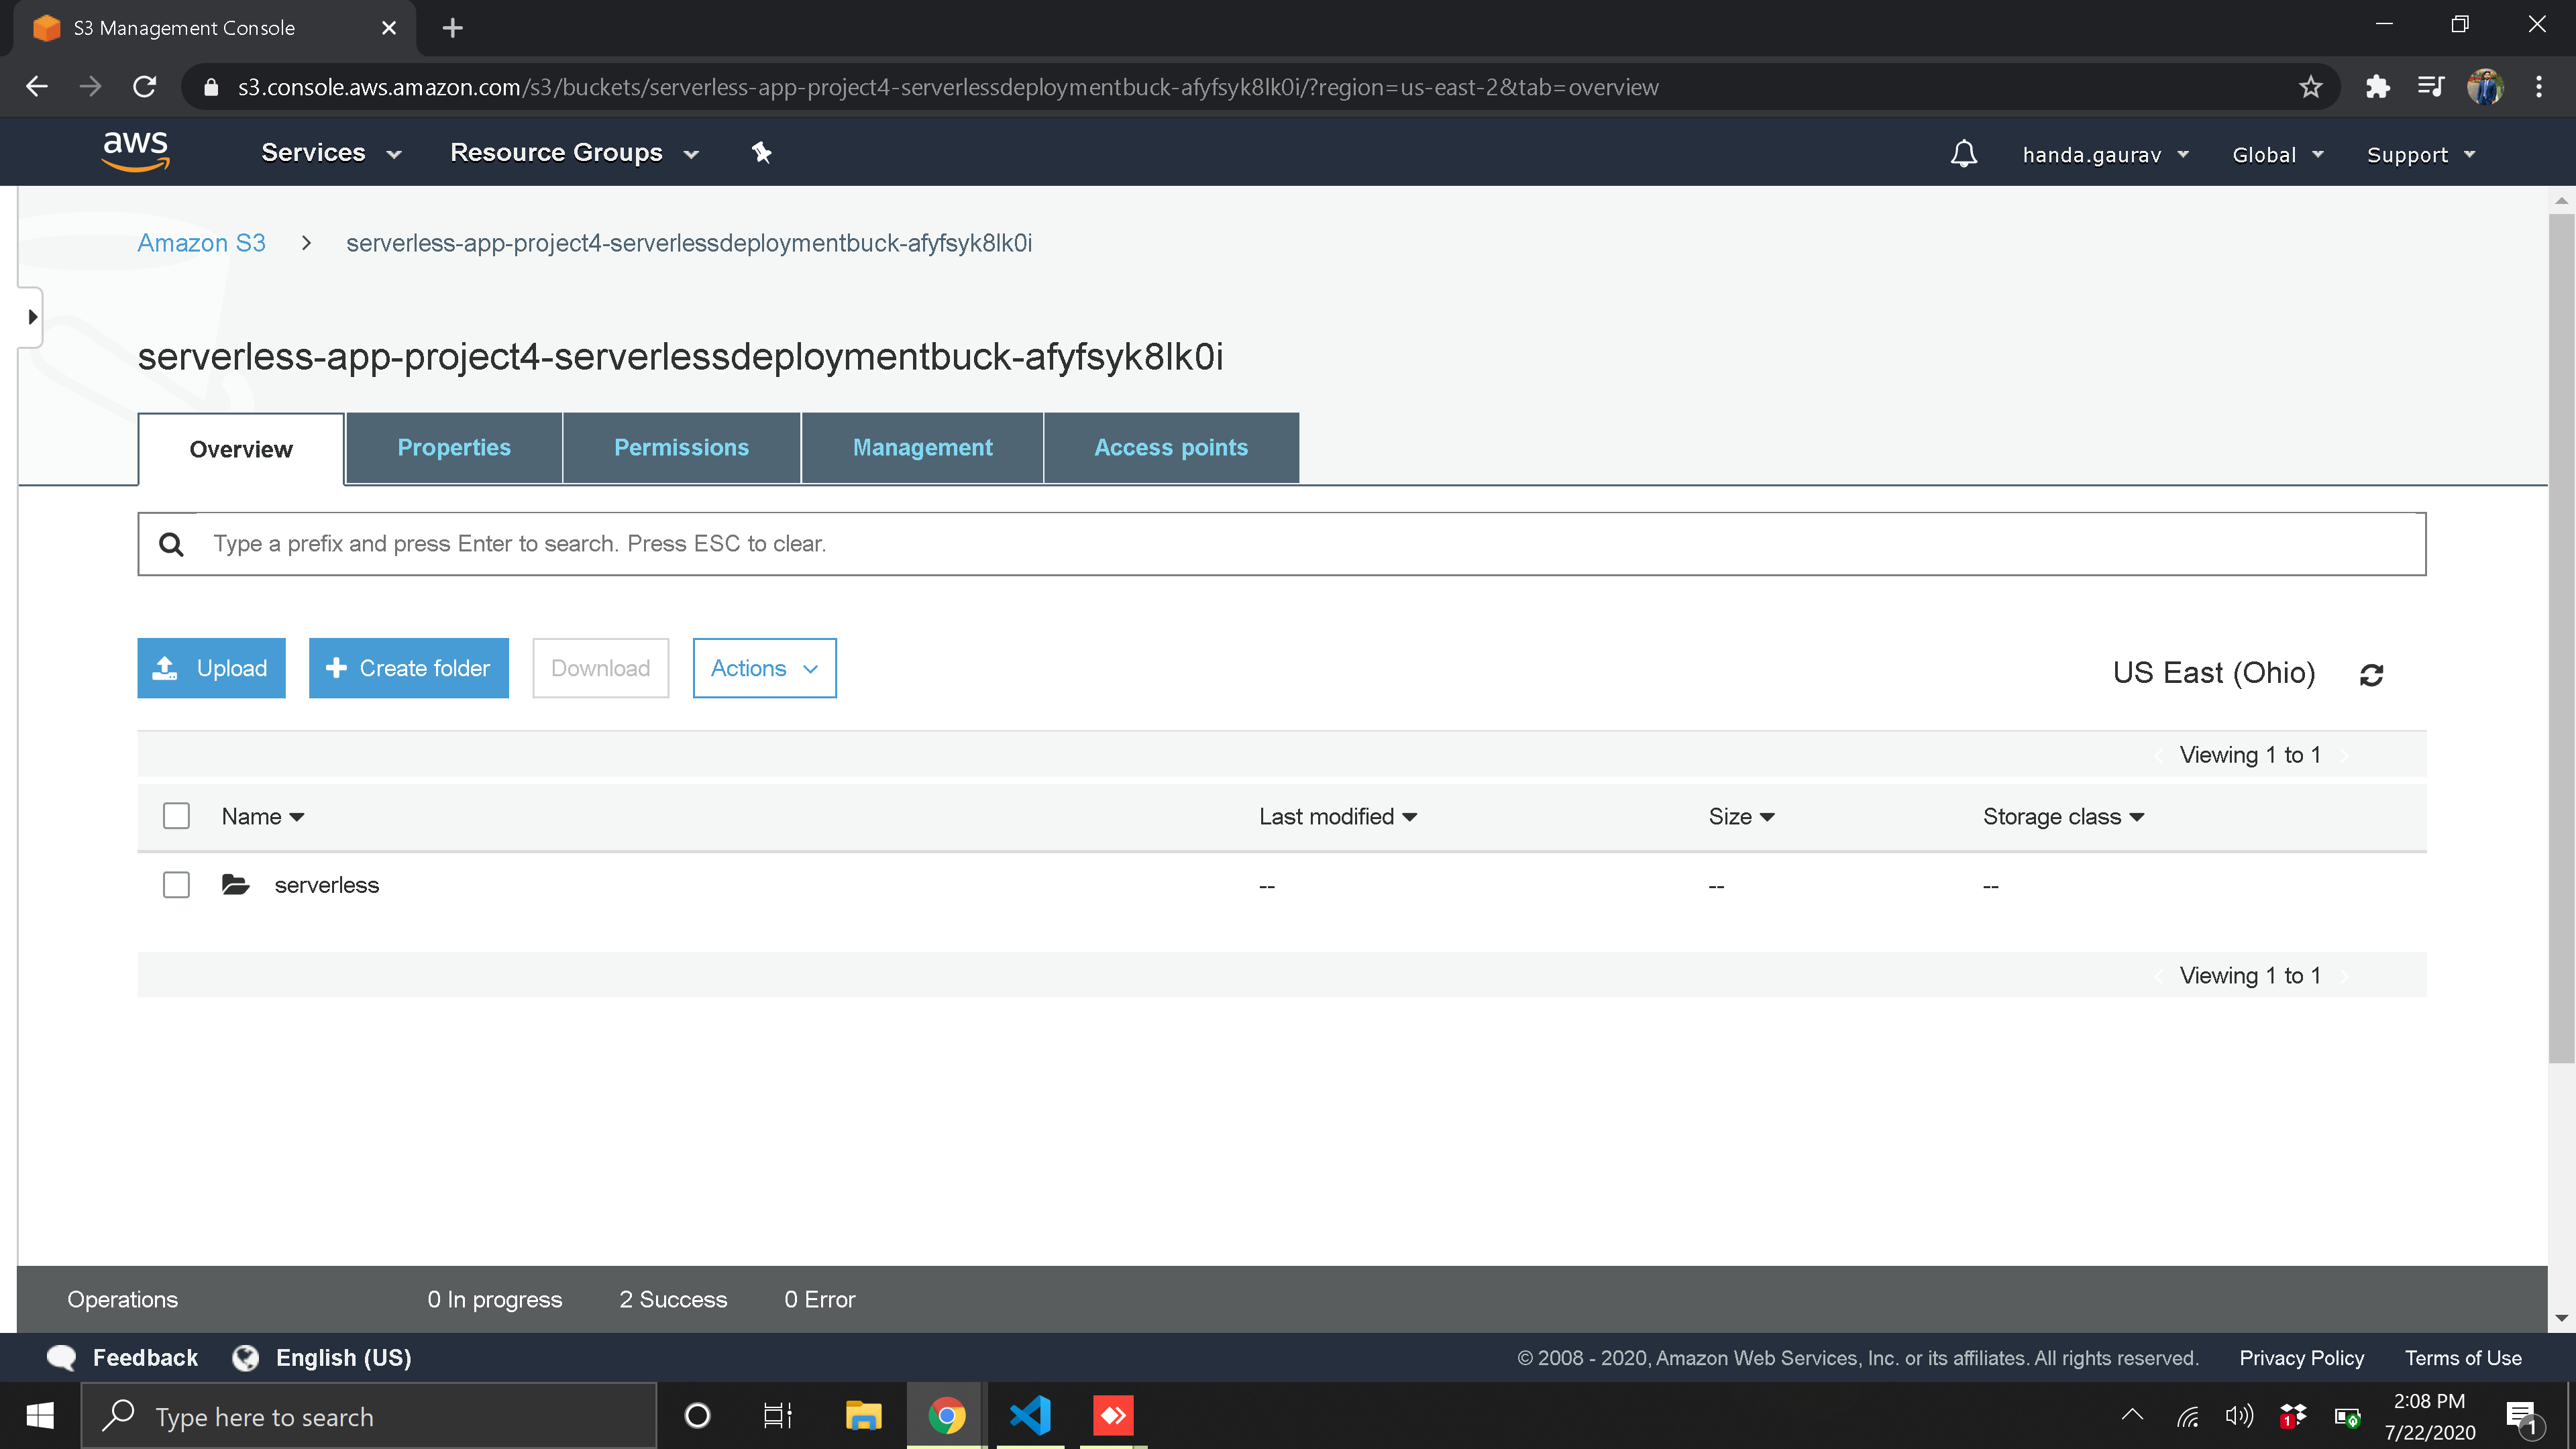 S3 Management Console
s3.console.aws.amazon.com/s3/buckets/serverless-app-project4-serverlessdeploymentbuck-afyfsyk8lk0i/?region=us-east-2&tab=overview
aws Services Resource Groups handa.gaurav Global Support
Amazon S3 > serverless-app-project4-serverlessdeploymentbuck-afyfsyk8lk0i
serverless-app-project4-serverlessdeploymentbuck-afyfsyk8lk0i
Overview Properties Permissions Management Access points
Type a prefix and press Enter to search. Press ESC to clear.
Upload Create folder Download Actions US East (Ohio)
Viewing 1 to 1
Name Last modified Size Storage class
serverless -- -- --
Viewing 1 to 1
Operations 0 In progress 2 Success 0 Error
Feedback English (US) © 2008 - 2020, Amazon Web Services, Inc. or its affiliates. All rights reserved. Privacy Policy Terms of Use
Type here to search 1 2:08 PM 1
7/22/2020